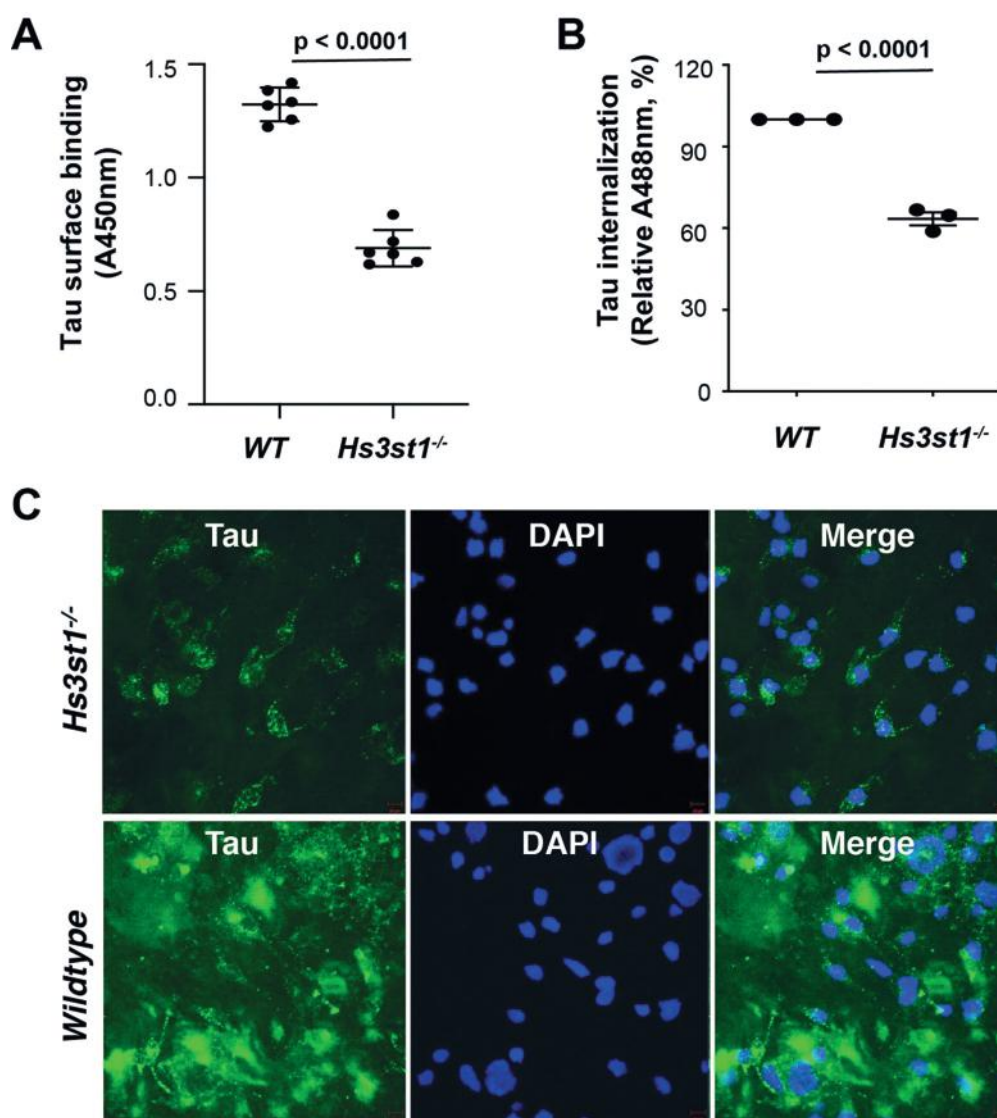 A
p < 0.0001
Tau surface binding
(A450nm)
1.5
1.0
0.5
0.0
WT
Hs3st1-/-
B
p < 0.0001
Tau internalization
(Relative A488nm, %)
120
90
60
30
0
WT
Hs3st1-/-
C
Hs3st1-/-
Tau
DAPI
Merge
Wildtype
Tau
DAPI
Merge